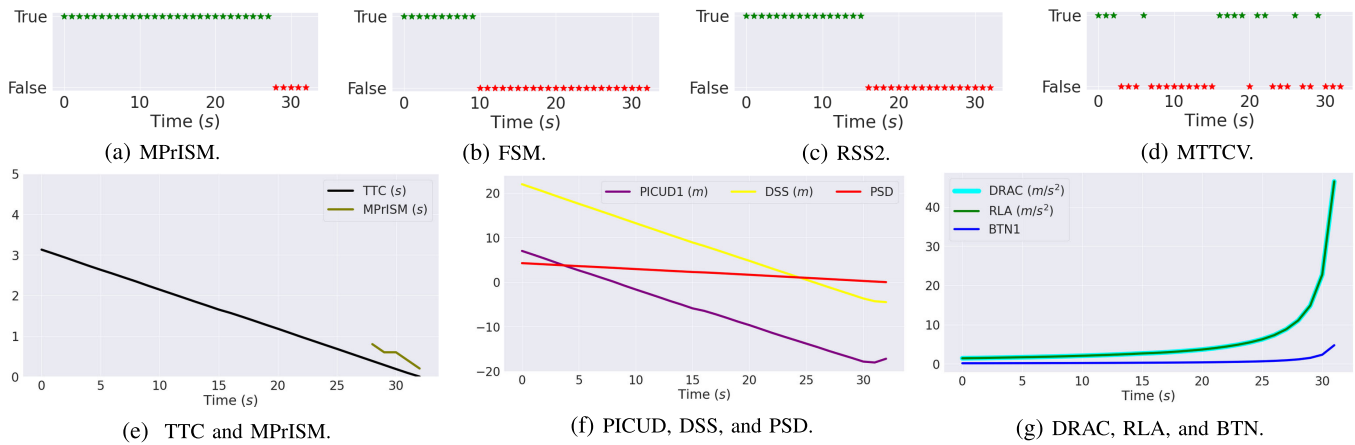 True
False
0 10 20 30
Time (s)
(a) MPrISM.
True
False
0 10 20 30
Time (s)
(b) FSM.
True
False
0 10 20 30
Time (s)
(c) RSS2.
True
False
0 10 20 30
Time (s)
(d) MTTCV.
5
4
3
2
1
0
TTC (s)
MPrISM (s)
0 5 10 15 20 25 30
Time (s)
(e) TTC and MPrISM.
20
10
0
−10
−20
PICUD1 (m) DSS (m) PSD
0 5 10 15 20 25 30
Time (s)
(f) PICUD, DSS, and PSD.
40
30
20
10
0
DRAC (m/s²)
RLA (m/s²)
BTN1
0 5 10 15 20 25 30
Time (s)
(g) DRAC, RLA, and BTN.